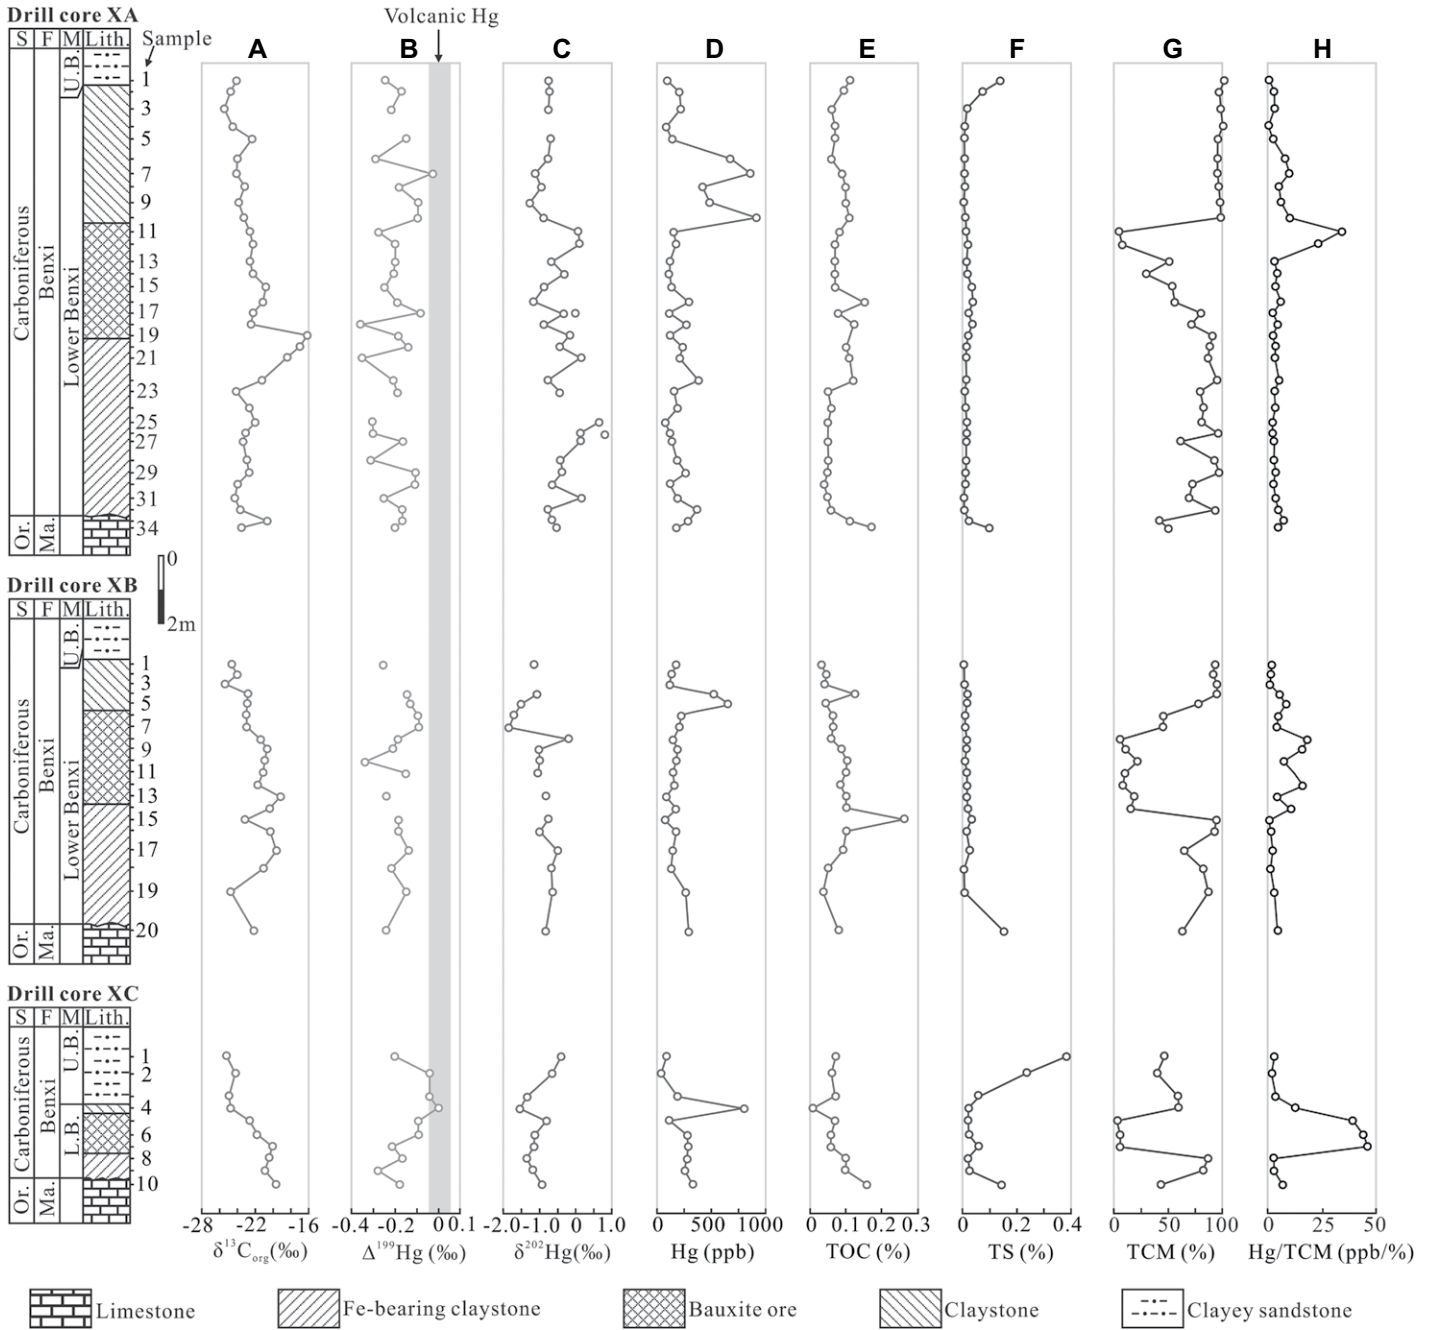 Drill core XA
Volcanic Hg
S F M Lith. Sample
A B C D E F G H
Carboniferous
Benxi
U.B.
Lower Benxi
Or.
Ma.
1
3
5
7
9
11
13
15
17
19
21
23
25
27
29
31
34
0
2m
Drill core XB
S F M Lith.
Carboniferous
Benxi
U.B.
Lower Benxi
Or.
Ma.
1
3
5
7
9
11
13
15
17
19
20
Drill core XC
S F M Lith.
Carboniferous
Benxi
U.B.
L.B.
Or.
Ma.
1
2
4
6
8
10
-28 -22 -16 -0.4 -0.2 0 0.1 -2.0 -1.0 0 1.0 0 500 1000 0 0.1 0.2 0.3 0 0.2 0.4 0 50 100 0 25 50
δ¹³Corg(‰) Δ¹⁹⁹Hg (‰) δ²⁰²Hg(‰) Hg (ppb) TOC (%) TS (%) TCM (%) Hg/TCM (ppb/%)
Limestone Fe-bearing claystone Bauxite ore Claystone Clayey sandstone